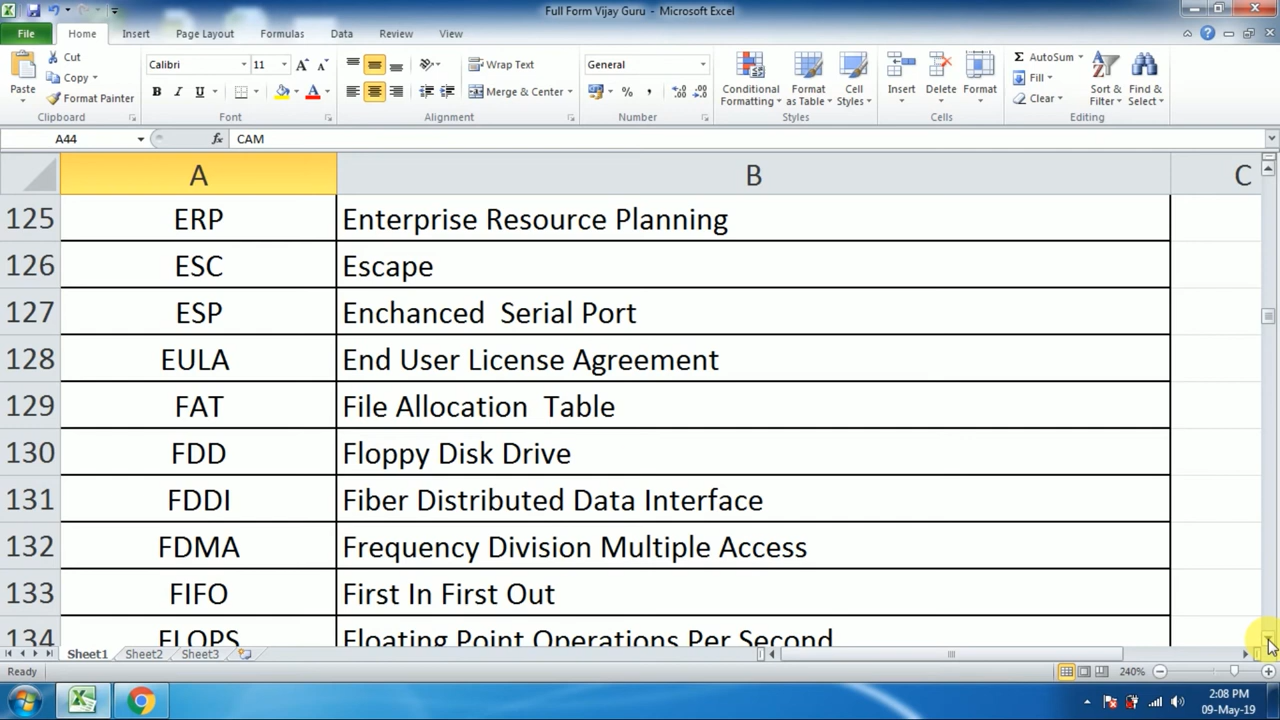 Full Form Vijay Guru - Microsoft Excel
File Home Insert Page Layout Formulas Data Review View
Paste
Cut
Copy
Format Painter
Calibri 11
B I U
Wrap Text
Merge & Center
General
%
Conditional Formatting
Format as Table
Cell Styles
Insert
Delete
Format
AutoSum
Fill
Clear
Sort & Filter
Find & Select
Clipboard Font Alignment Number Styles Cells Editing
A44 fx CAM
A B C
125 ERP Enterprise Resource Planning
126 ESC Escape
127 ESP Enchanced  Serial Port
128 EULA End User License Agreement
129 FAT File Allocation  Table
130 FDD Floppy Disk Drive
131 FDDI Fiber Distributed Data Interface
132 FDMA Frequency Division Multiple Access
133 FIFO First In First Out
134 FLOPS Floating Point Operations Per Second
Sheet1 Sheet2 Sheet3
Ready 240%
2:08 PM
09-May-19